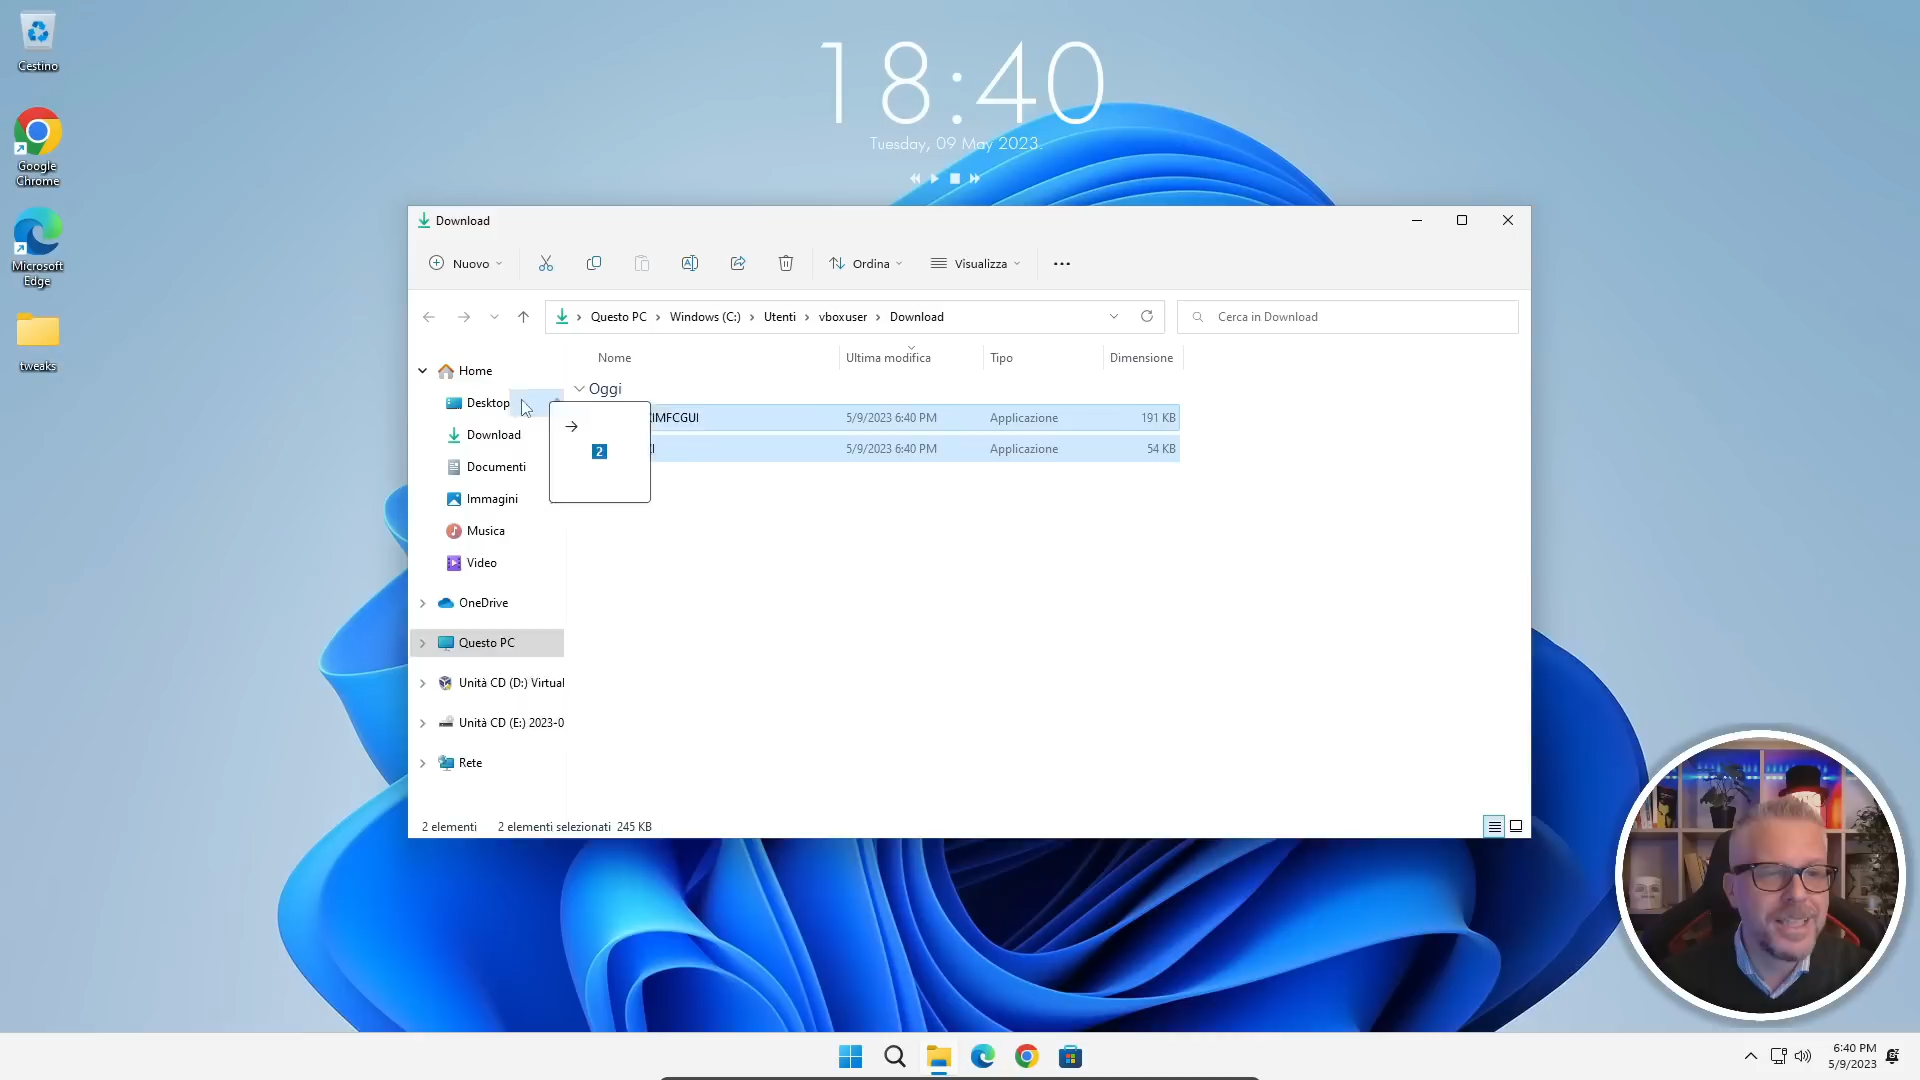 Cestino
Google
Chrome
Microsoft
Edge
tweaks
18:40
Tuesday, 09 May 2023.
Download
Nuovo
Ordina
Visualizza
Questo PC
Windows (C:)
Utenti
vboxuser
Download
Cerca in Download
Nome
Ultima modifica
Tipo
Dimensione
Home
Desktop
Download
Documenti
Immagini
Musica
Video
OneDrive
Questo PC
Unità CD (D:) Virtual
Unità CD (E:) 2023-0
Rete
Oggi
IMFCGUI 5/9/2023 6:40 PM Applicazione 191 KB
I 5/9/2023 6:40 PM Applicazione 54 KB
2
2 elementi
2 elementi selezionati 245 KB
6:40 PM
5/9/2023